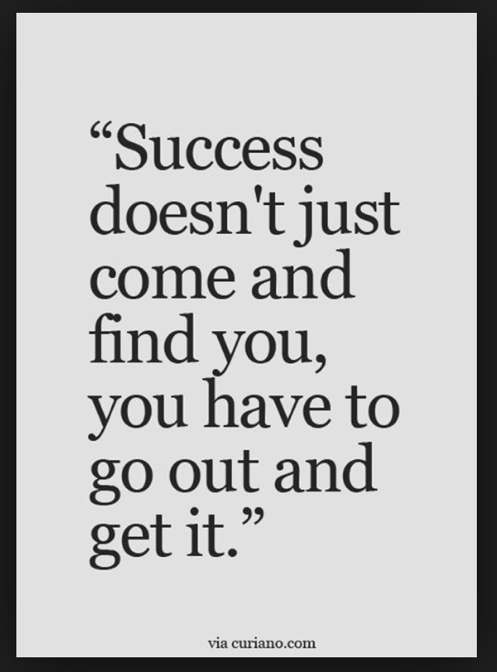 “Success
doesn't just
come and
find you,
you have to
go out and
get it.”
via curiano.com